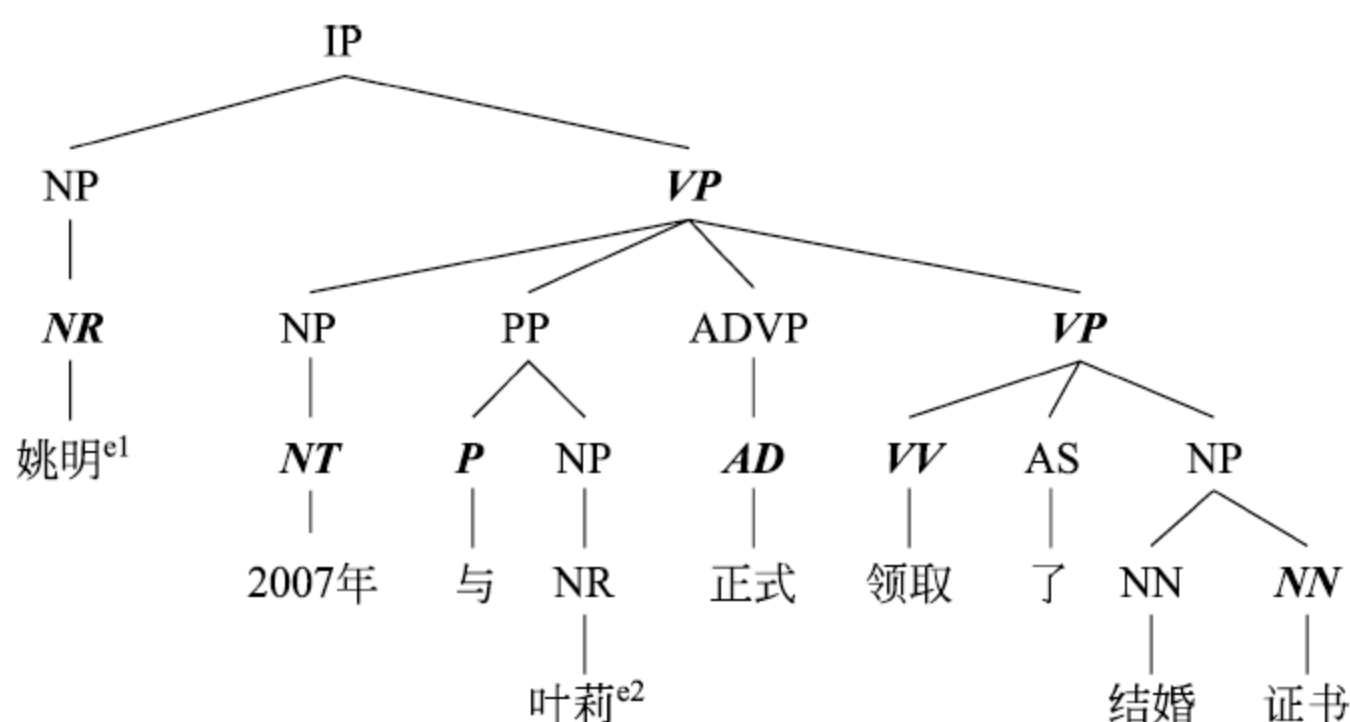 IP
NP VP
NR NP PP ADVP VP
姚明e1 NT P NP AD VV AS NP
2007年 与 NR 正式 领取 了 NN NN
叶莉e2 结婚 证书